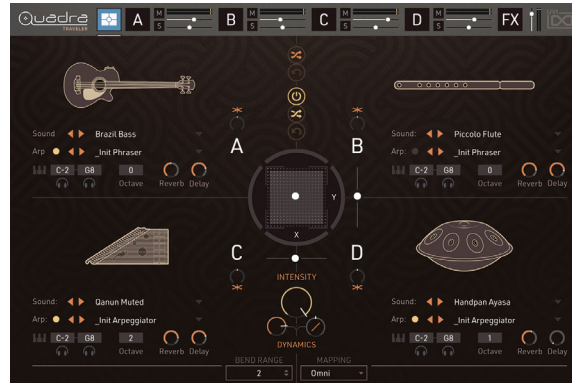 Quadra
TRAVELER
A M S B M S C M S D M S FX
UVI
Sound Brazil Bass
Arp _Init Phraser
C-2 G8 0
Octave Reverb Delay
A
Piccolo Flute
Sound
Arp _Init Phraser
C-2 G8 0
Octave Reverb Delay
B
Y
X
C
D
INTENSITY
DYNAMICS
Sound: Qanun Muted
Arp: _Init Arpeggiator
C-2 G8 2
Octave Reverb Delay
Sound: Handpan Ayasa
Arp: _Init Arpeggiator
C-2 G8 1
Octave Reverb Delay
BEND RANGE MAPPING
2 Omni